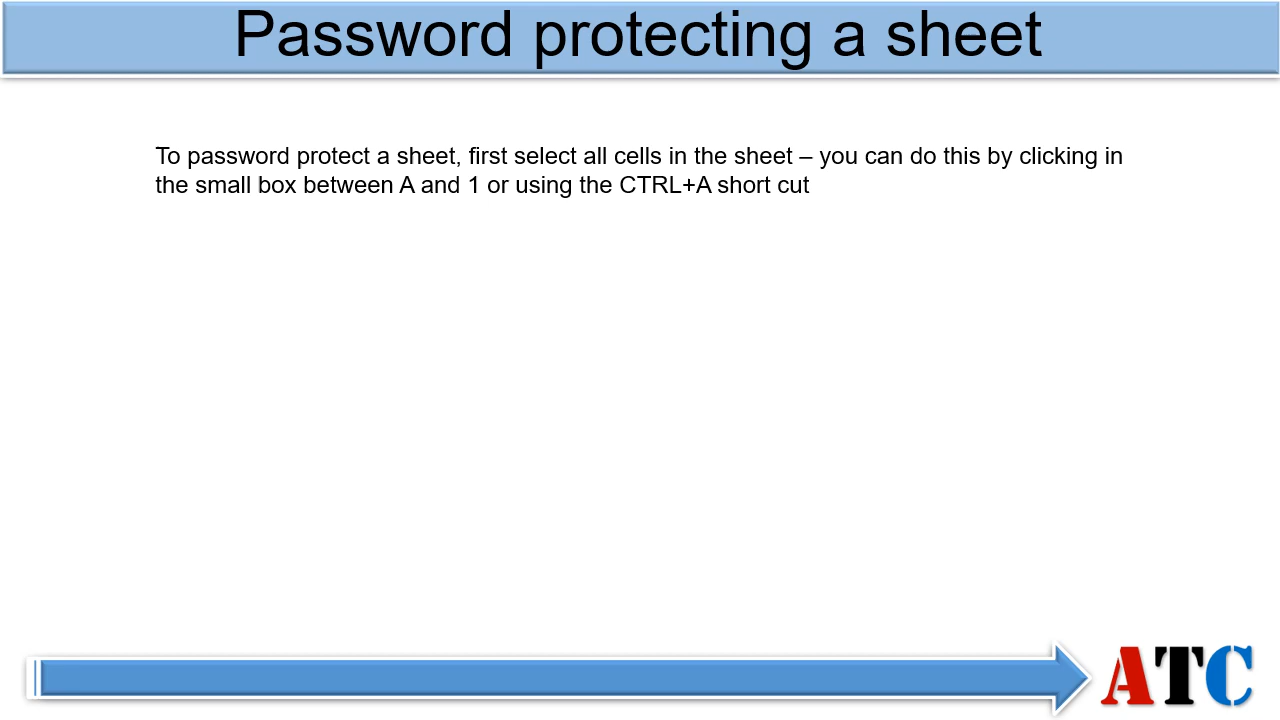 Password protecting a sheet
To password protect a sheet, first select all cells in the sheet – you can do this by clicking in
the small box between A and 1 or using the CTRL+A short cut
ATC